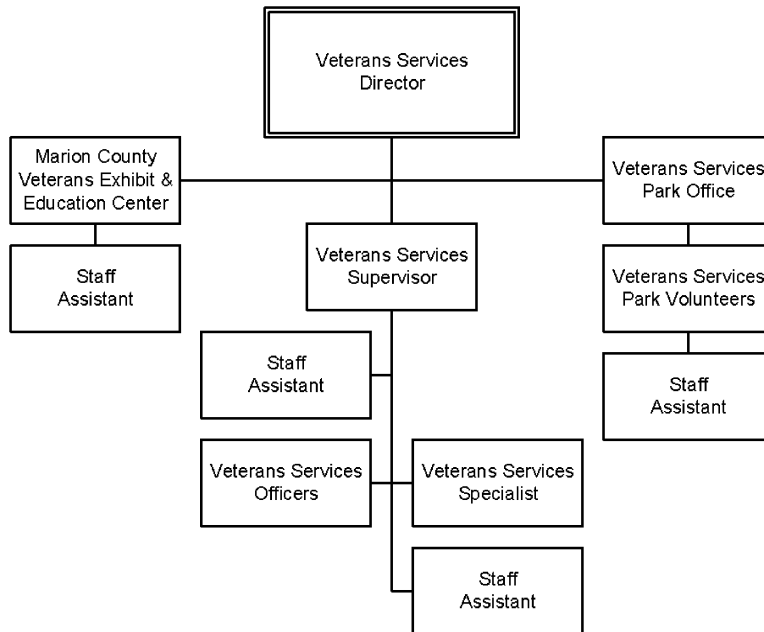 Veterans Services
Director
Marion County
Veterans Exhibit &
Education Center
Veterans Services
Park Office
Staff
Assistant
Veterans Services
Supervisor
Veterans Services
Park Volunteers
Staff
Assistant
Staff
Assistant
Veterans Services
Officers
Veterans Services
Specialist
Staff
Assistant